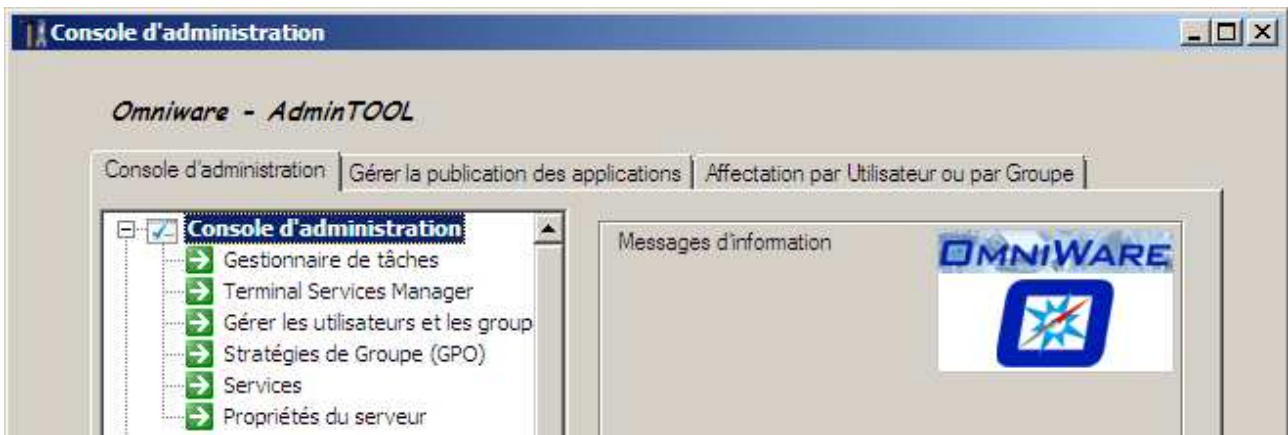 Console d'administration
Omniware - AdminTOOL
Console d'administration
Gérer la publication des applications
Affectation par Utilisateur ou par Groupe
Console d'administration
Gestionnaire de tâches
Terminal Services Manager
Gérer les utilisateurs et les group
Stratégies de Groupe (GPO)
Services
Propriétés du serveur
Messages d'information
OMNIWARE